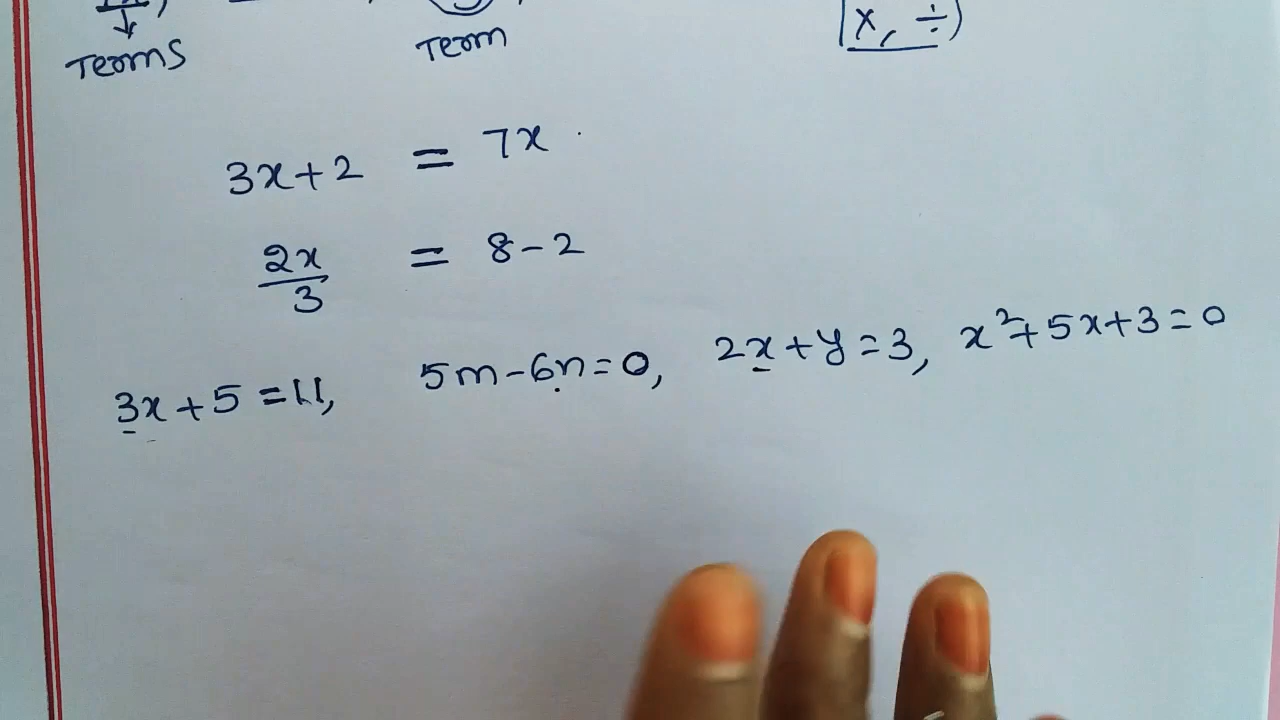 Terms Term x, ÷)
3x+2 = 7x
2x/3 = 8-2
3x+5=11, 5m-6n=0, 2x+y=3, x²+5x+3=0